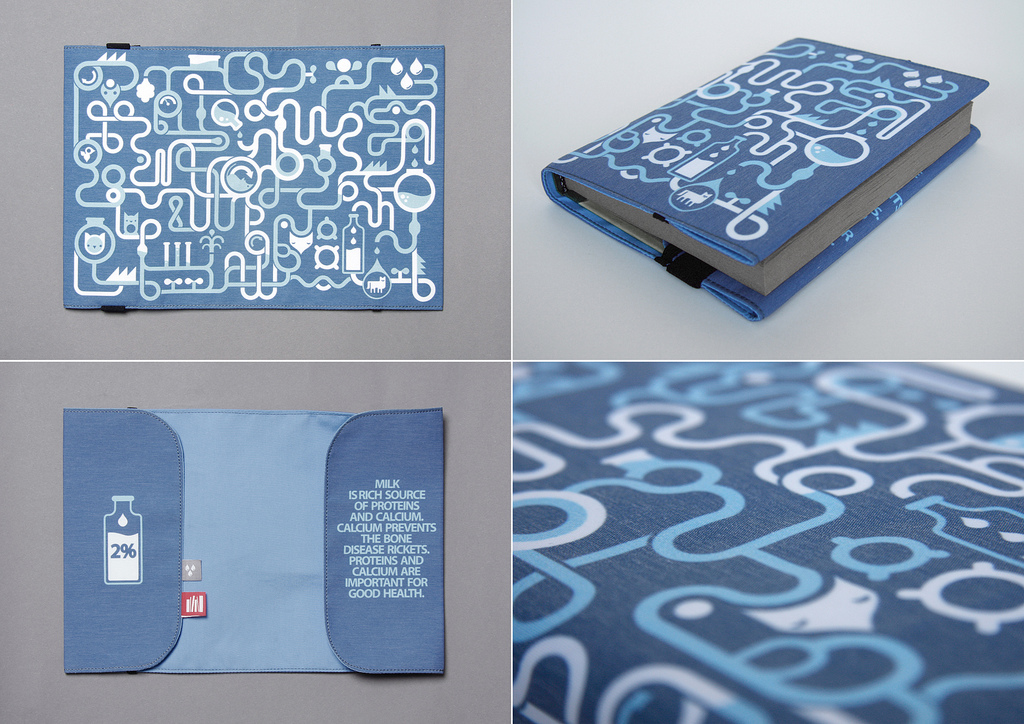 2%
MILK
IS RICH SOURCE
OF PROTEINS
AND CALCIUM.
CALCIUM PREVENTS
THE BONE
DISEASE RICKETS.
PROTEINS AND
CALCIUM ARE
IMPORTANT FOR
GOOD HEALTH.